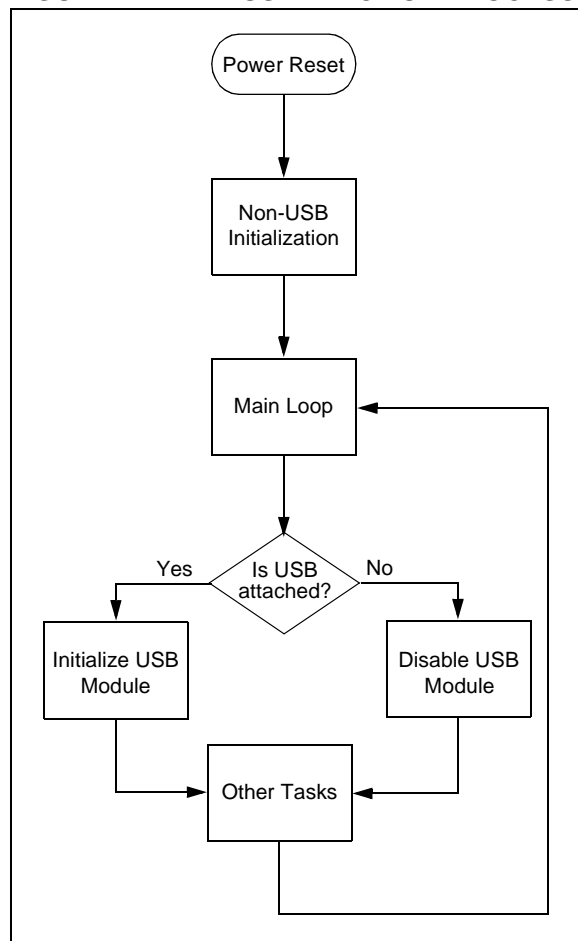 Power Reset
Non-USB
Initialization
Main Loop
Is USB
attached?
Yes
No
Initialize USB
Module
Disable USB
Module
Other Tasks